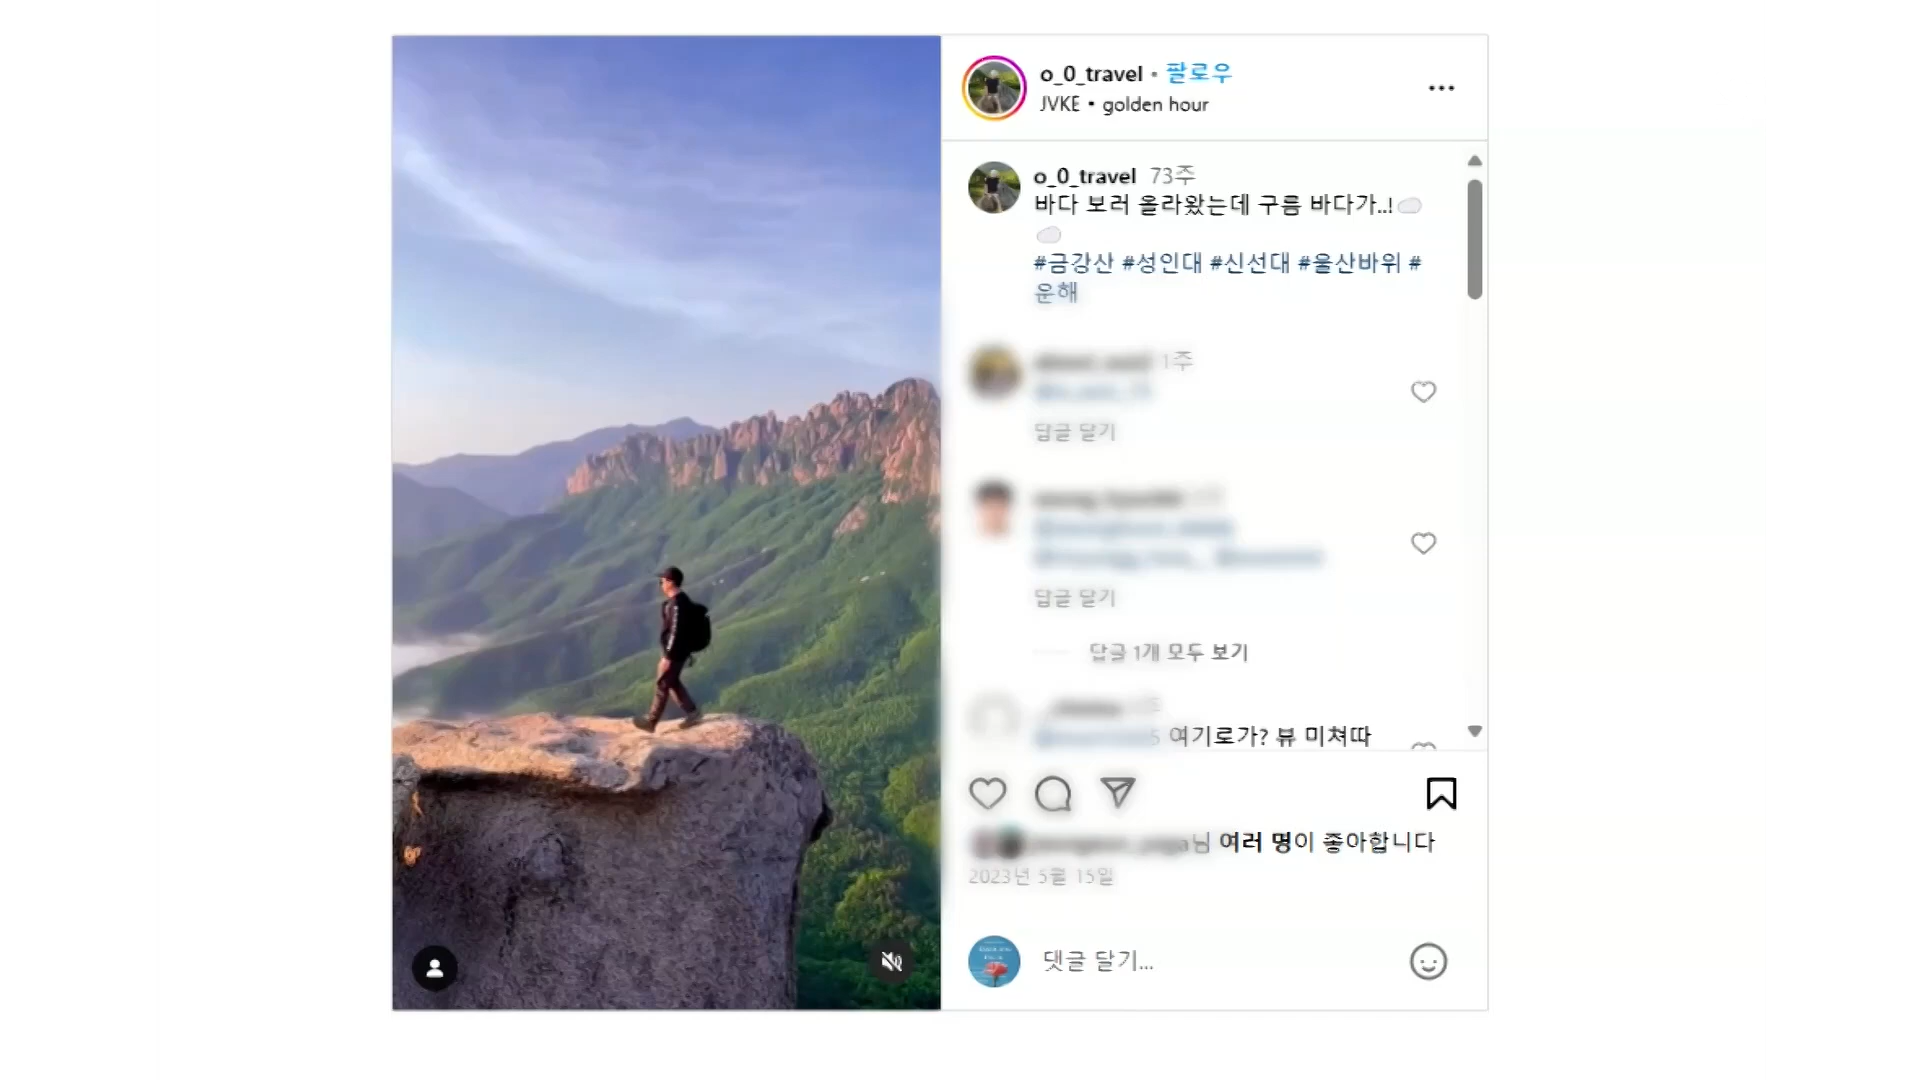 o_0_travel • 팔로우
JVKE • golden hour
o_0_travel 73주
바다 보러 올라왔는데 구름 바다가..!
#금강산 #성인대 #신선대 #울산바위 #
운해
1주
답글 달기
답글 달기
답글 1개 모두 보기
여기로가? 뷰 미쳐따
님 여러 명이 좋아합니다
2023년 5월 15일
댓글 달기...